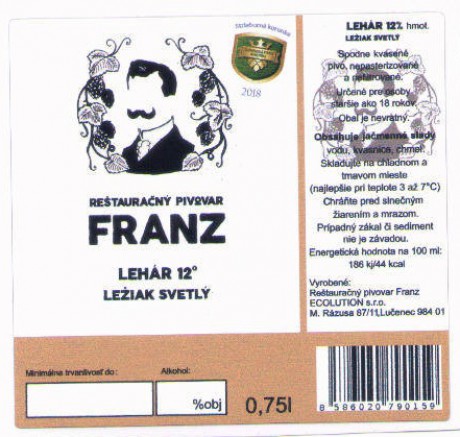 Strieborná korunka
2018
REŠTAURAČNÝ PIVOVAR
FRANZ
LEHÁR 12°
LEŽIAK SVETLÝ
LEHÁR 12% hmot.
LEŽIAK SVETLÝ
Spodne kvasené
pivo, nepasterizované
a nefiltrované.
Určené pre osoby
staršie ako 18 rokov.
Obal je nevratný.
Obsahuje jačmenné slady
vodu, kvasnice, chmeľ.
Skladujte na chladnom a
tmavom mieste
(najlepšie pri teplote 3 až 7°C)
Chráňte pred slnečným
žiarením a mrazom.
Prípadný zákal či sediment
nie je závadou.
Energetická hodnota na 100 ml:
186 kj/44 kcal
Vyrobené:
Reštauračný pivovar Franz
ECOLUTION s.r.o.
M. Rázusa 87/11,Lučenec 984 01
Minimálna trvanlivosť do:
Alkohol:
%obj
0,75l
8 586020 790159